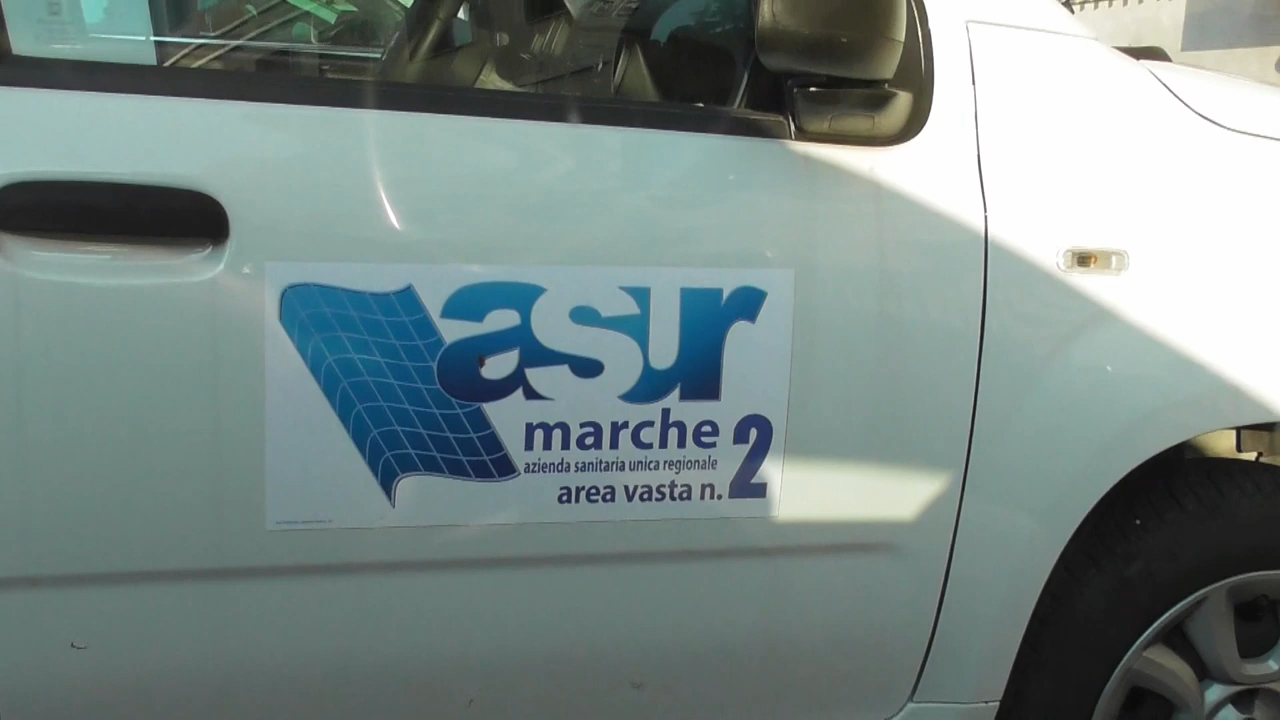 asur
marche
azienda sanitaria unica regionale
area vasta n. 2